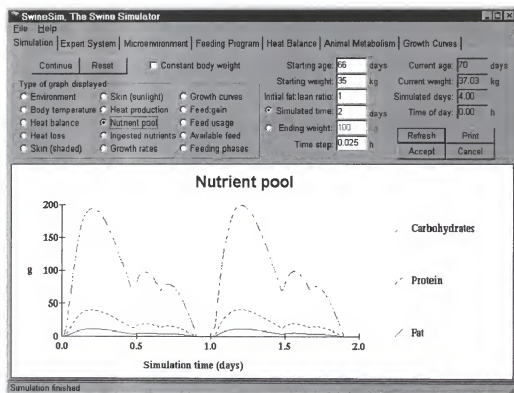 SwineSim, The Swine Simulator
File Help
Simulation Expert System Microenvironment Feeding Program Heat Balance Animal Metabolism Growth Curves
Continue Reset Constant body weight
Starting age: 66 days
Starting weight: 35 kg
Initial fat:lean ratio: 1
Simulated time: 2 days
Ending weight: 100
Time step: 0.025 h
Current age: 70 days
Current weight: 37.03 kg
Simulated days: 4.00
Time of day: 0.00 h
Refresh Print
Accept Cancel
Type of graph displayed
Environment Skin (sunlight) Growth curves
Body temperature Heat production Feed:gain
Heat balance Nutrient pool Feed usage
Heat loss Ingested nutrients Available feed
Skin (shaded) Growth rates Feeding phases
Nutrient pool
200
150
100
50
0
g
0.0 0.5 1.0 1.5 2.0
Simulation time (days)
Carbohydrates
Protein
Fat
Simulation finished